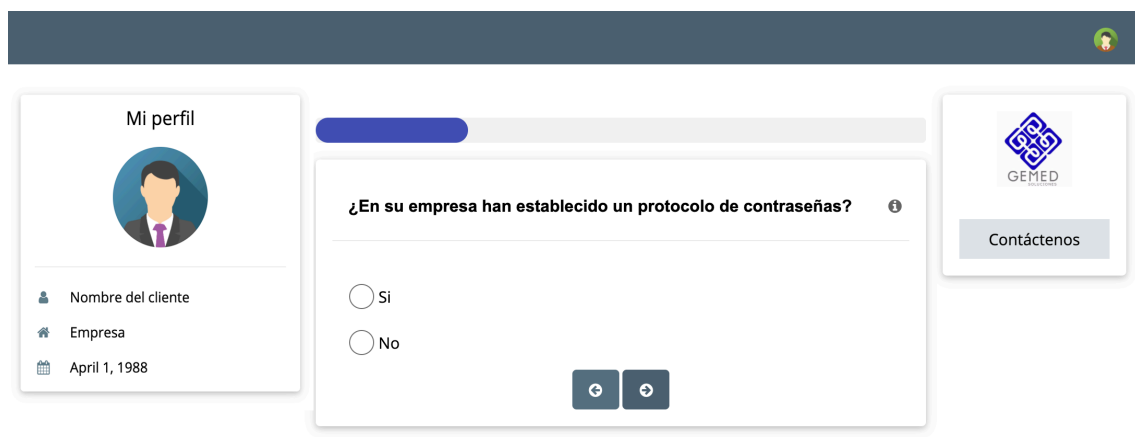 Mi perfil
Nombre del cliente
Empresa
April 1, 1988
¿En su empresa han establecido un protocolo de contraseñas?
Si
No
GEMED
SOLUCIONES
Contáctenos